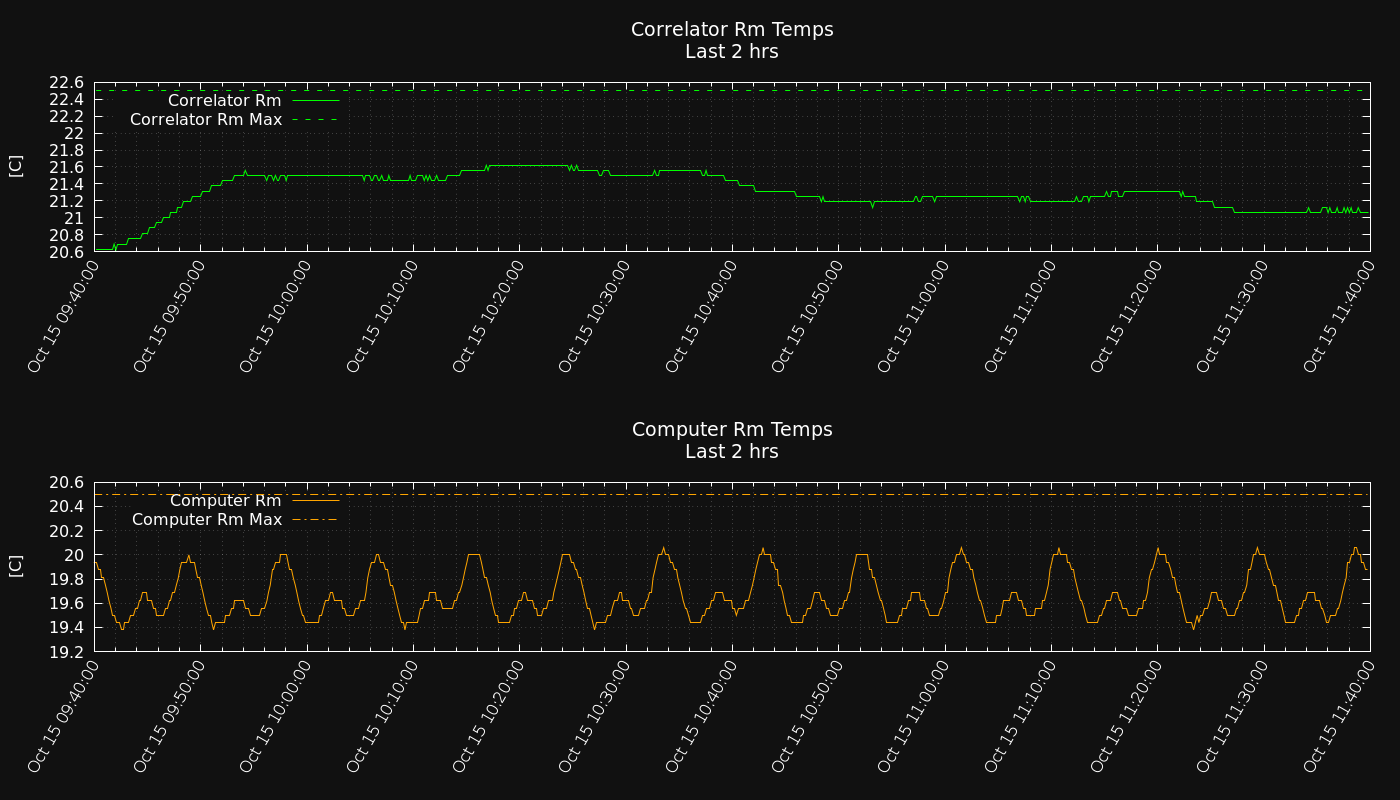 Correlator Rm Temps
Last 2 hrs
22.6
22.4
22.2
22
21.8
21.6
21.4
21.2
21
20.8
20.6
[C]
Correlator Rm
Correlator Rm Max
Oct 15 09:40:00
Oct 15 09:50:00
Oct 15 10:00:00
Oct 15 10:10:00
Oct 15 10:20:00
Oct 15 10:30:00
Oct 15 10:40:00
Oct 15 10:50:00
Oct 15 11:00:00
Oct 15 11:10:00
Oct 15 11:20:00
Oct 15 11:30:00
Oct 15 11:40:00
Computer Rm Temps
Last 2 hrs
20.6
20.4
20.2
20
19.8
19.6
19.4
19.2
[C]
Computer Rm
Computer Rm Max
Oct 15 09:40:00
Oct 15 09:50:00
Oct 15 10:00:00
Oct 15 10:10:00
Oct 15 10:20:00
Oct 15 10:30:00
Oct 15 10:40:00
Oct 15 10:50:00
Oct 15 11:00:00
Oct 15 11:10:00
Oct 15 11:20:00
Oct 15 11:30:00
Oct 15 11:40:00